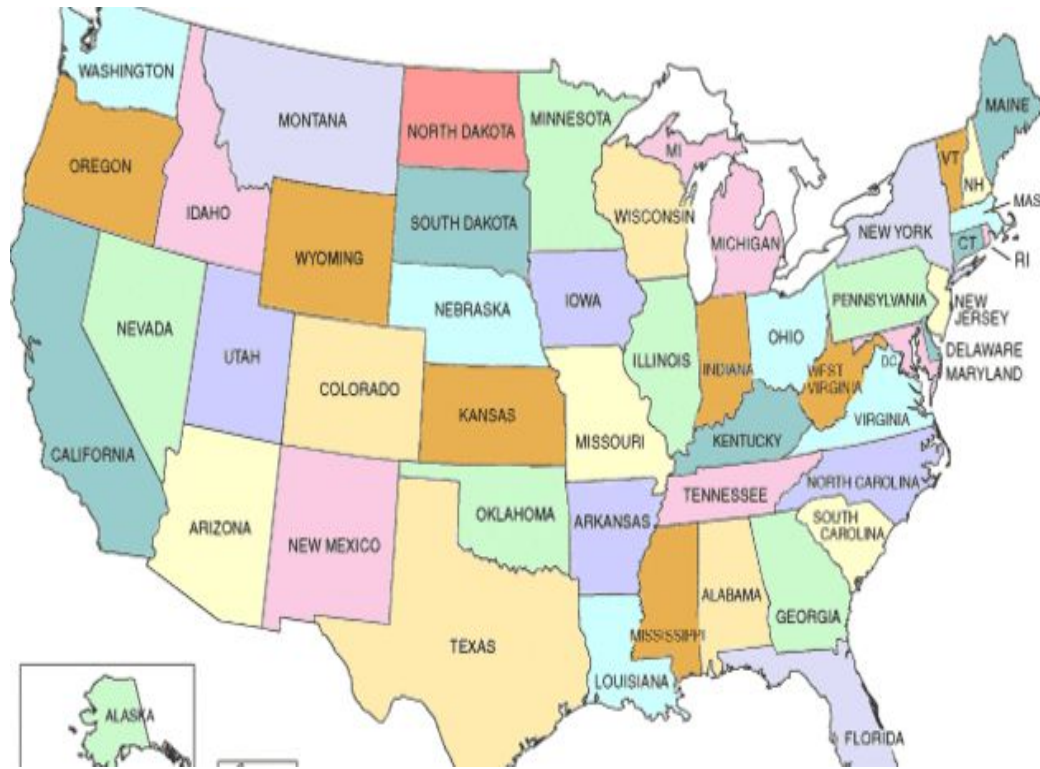 WASHINGTON
MONTANA
NORTH DAKOTA
MINNESOTA
MAINE
OREGON
IDAHO
MI
VT
NH
MAS
SOUTH DAKOTA
WISCONSIN
MICHIGAN
NEW YORK
CT
RI
WYOMING
NEBRASKA
IOWA
PENNSYLVANIA
NEW
JERSEY
NEVADA
UTAH
ILLINOIS
INDIANA
OHIO
DELAWARE
MARYLAND
DC
WEST
VIRGINIA
COLORADO
KANSAS
VIRGINIA
CALIFORNIA
MISSOURI
KENTUCKY
NORTH CAROLINA
TENNESSEE
ARIZONA
NEW MEXICO
OKLAHOMA
ARKANSAS
SOUTH
CAROLINA
ALABAMA
GEORGIA
TEXAS
MISSISSIPPI
LOUISIANA
ALASKA
FLORIDA